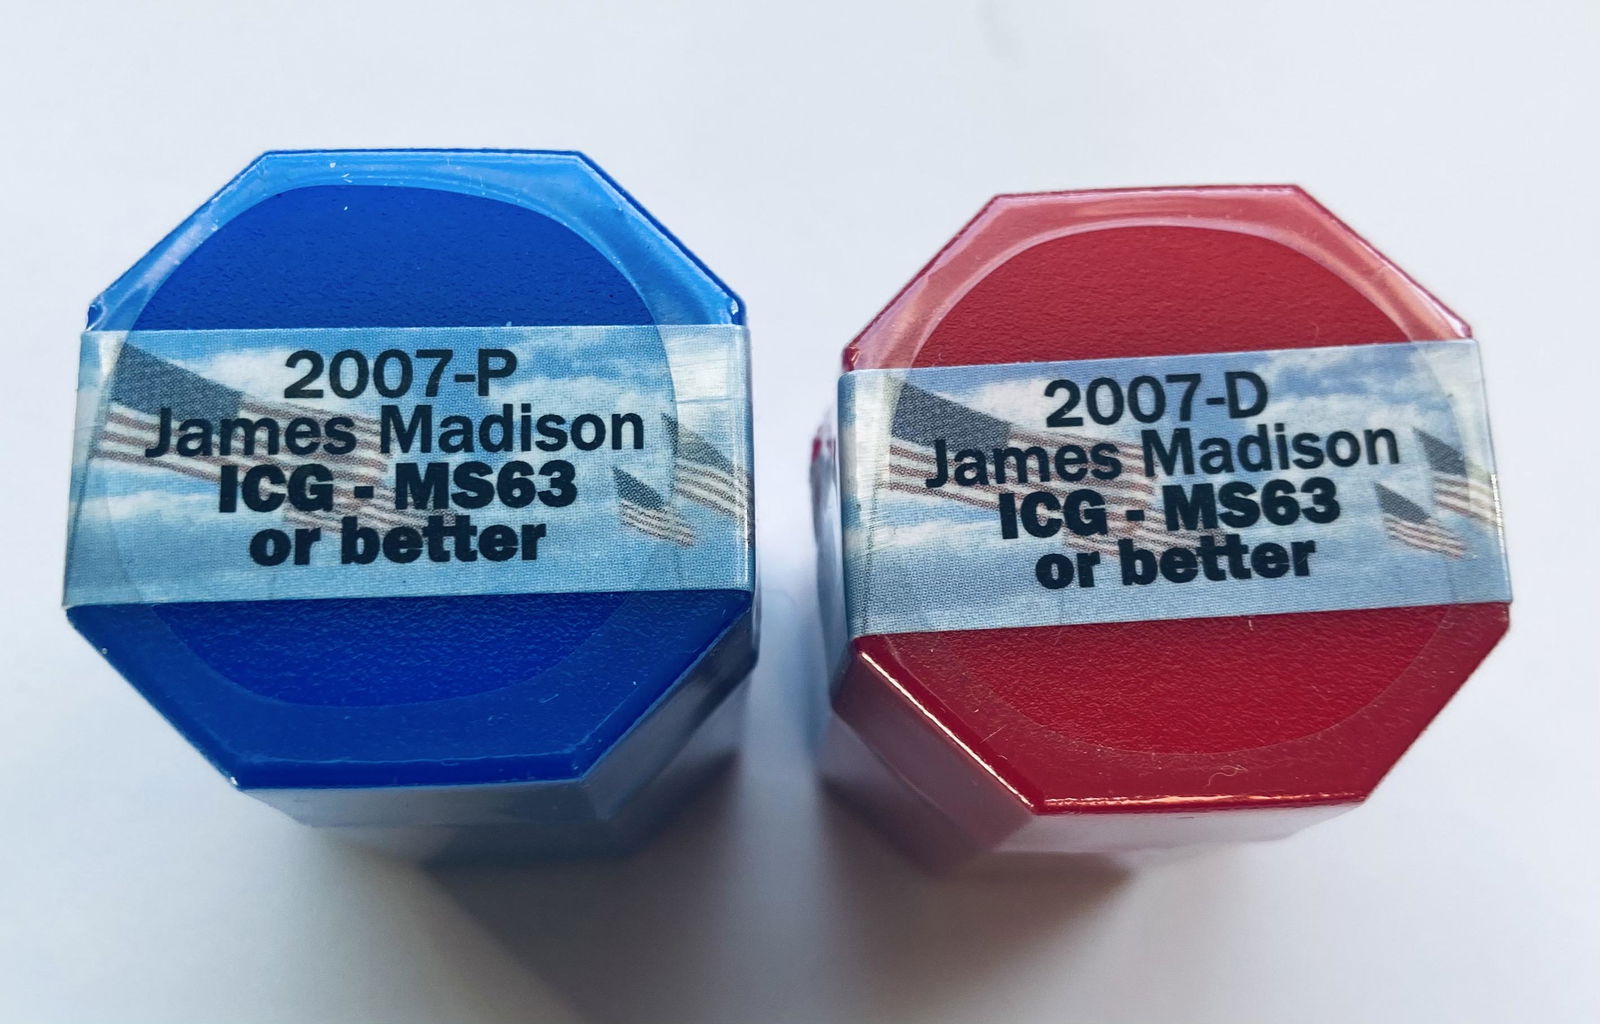 2007-P
James Madison
ICG - MS63
or better
2007-D
James Madison
ICG - MS63
or better